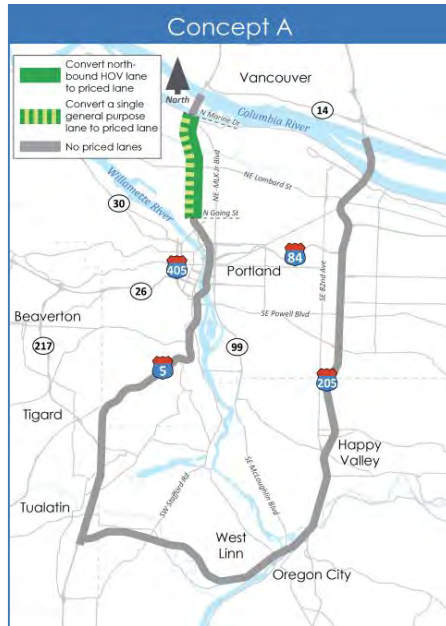 Concept A
Convert north-
bound HOV lane
to priced lane
Convert a single
general purpose
lane to priced lane
No priced lanes
North
Vancouver
14
N Marine Dr
Columbia River
NE MLK Jr Blvd
NE Lombard St
Willamette River
30
N Going St
405
Portland
84
26
SE 82nd Ave
Beaverton
SE Powell Blvd
217
99
5
205
Tigard
Happy
Valley
SE McLoughlin Blvd
Tualatin
SW Stafford Rd
West
Linn
Oregon City